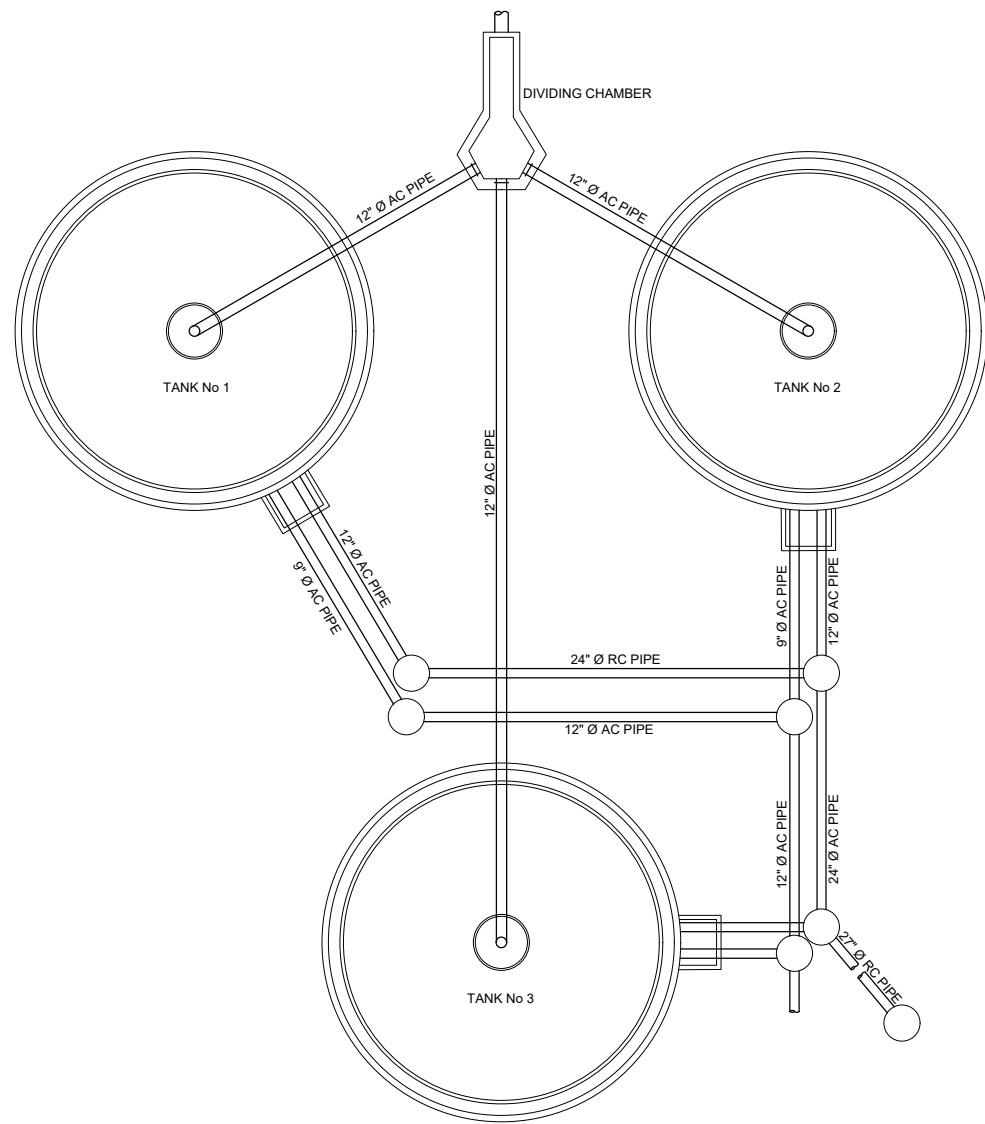 DIVIDING CHAMBER
12" Ø AC PIPE
12" Ø AC PIPE
TANK No 1
TANK No 2
12" Ø AC PIPE
12" Ø AC PIPE
9" Ø AC PIPE
9" Ø AC PIPE
12" Ø AC PIPE
24" Ø RC PIPE
12" Ø AC PIPE
12" Ø AC PIPE
24" Ø AC PIPE
27" Ø RC PIPE
TANK No 3